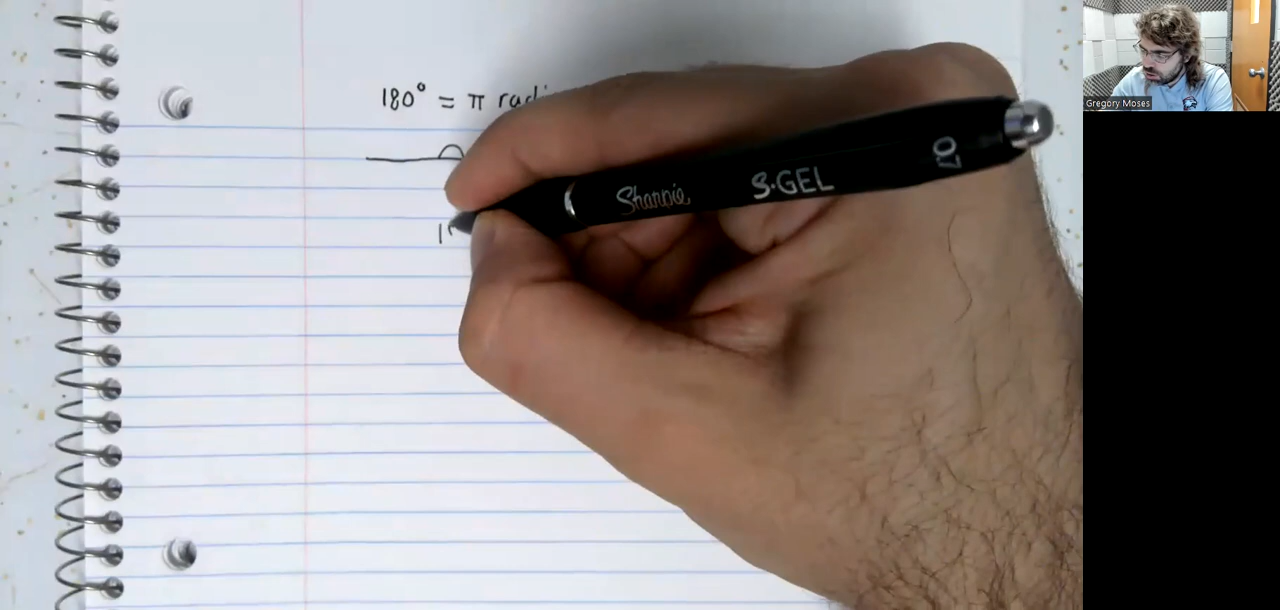 180° = π
Sharpie S·GEL 0.7
Gregory Moses